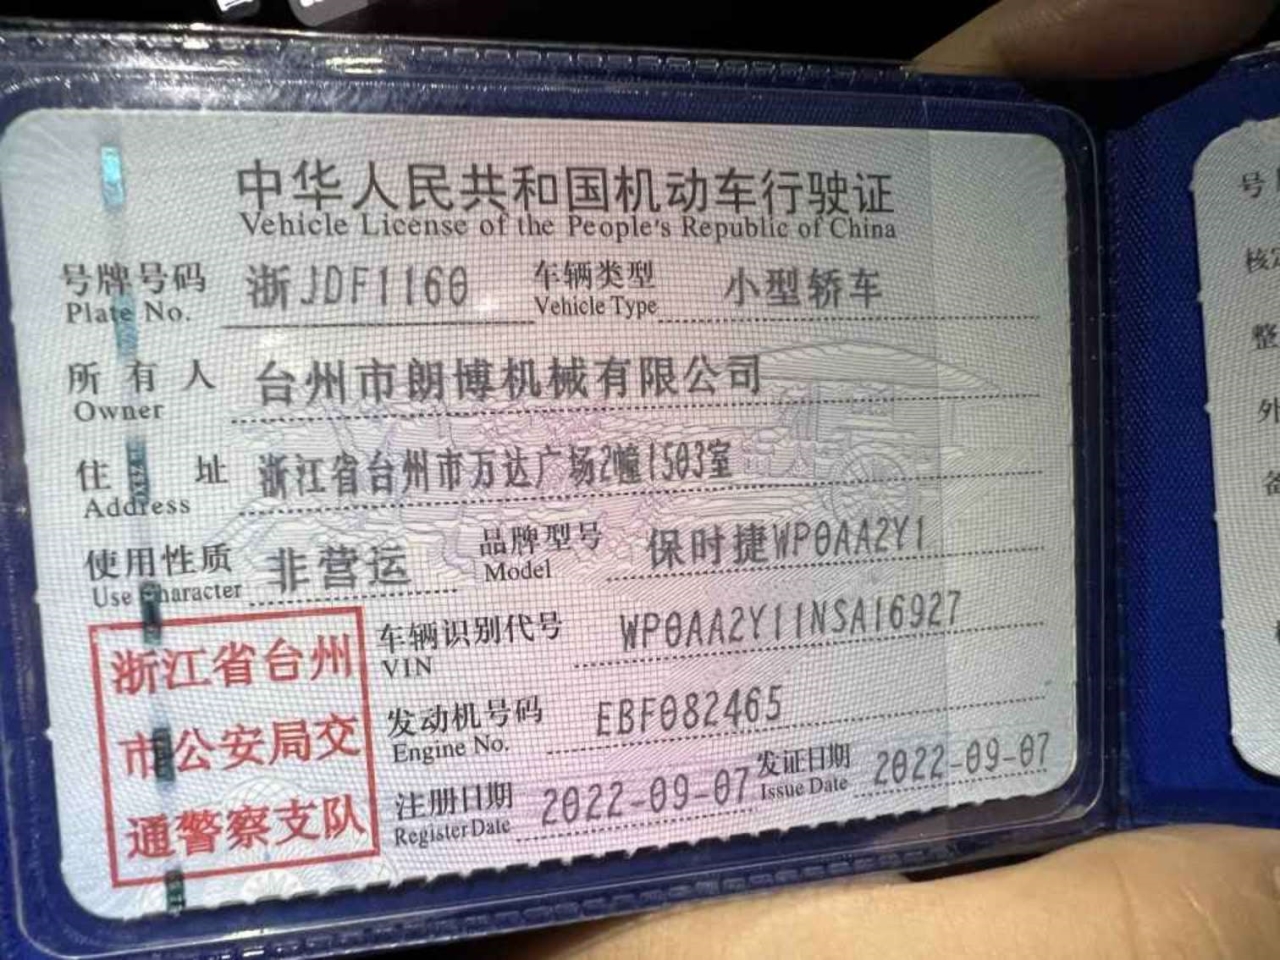 中华人民共和国机动车行驶证
Vehicle License of the People's Republic of China
号牌号码 浙JDF1160 车辆类型 小型轿车
Plate No. Vehicle Type
所有人 台州市朗博机械有限公司
Owner
住址 浙江省台州市万达广场2幢1503室
Address
使用性质 非营运 品牌型号 保时捷WP0AA2Y1
Use Character Model
浙江省台州
市公安局交
通警察支队
车辆识别代号 WP0AA2Y11NSA16927
VIN
发动机号码 EBF082465
Engine No.
注册日期 2022-09-07 发证日期 2022-09-07
Register Date Issue Date
号
核
整
外
备